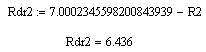 Rdr2 := 7.0002345598200843939 − R2
Rdr2 = 6.436